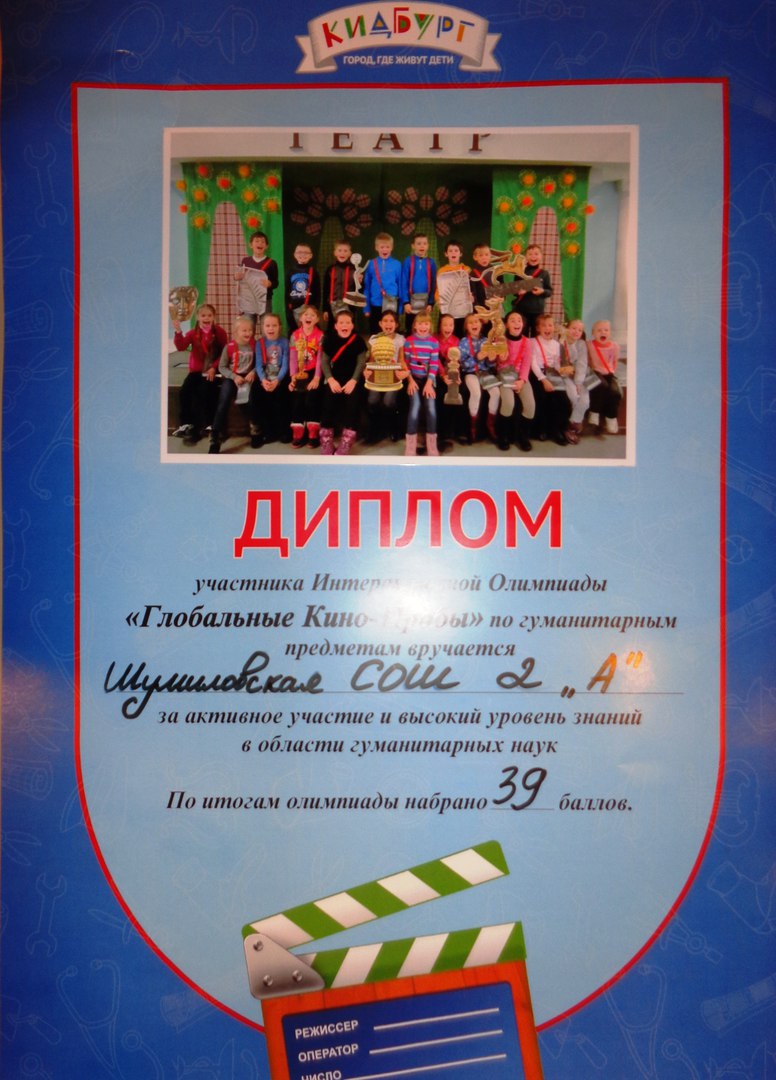 КИДБУРГ
ГОРОД, ГДЕ ЖИВУТ ДЕТИ
ТЕАТР
ДИПЛОМ
участника Олимпиады
«Глобальные Кино-Пробы» по гуманитарным
предметам вручается
Шумиловская СОШ 2 „А"
за активное участие и высокий уровень знаний
в области гуманитарных наук
По итогам олимпиады набрано 39 баллов.
РЕЖИССЕР
ОПЕРАТОР
ЧИСЛО